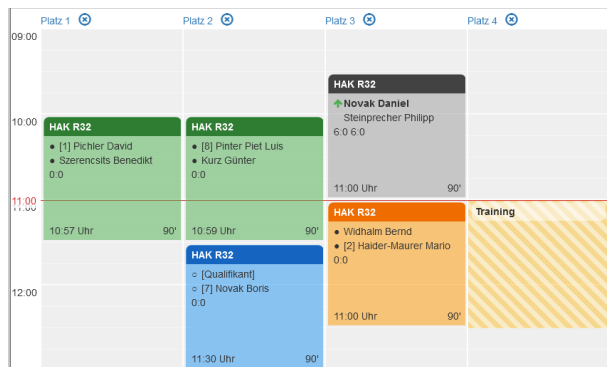 Platz 1 Platz 2 Platz 3 Platz 4
09:00
10:00
11:00
11:00
12:00
HAK R32
● [1] Pichler David
● Szerencsits Benedikt
0:0
10:57 Uhr 90'
HAK R32
● [8] Pinter Piet Luis
● Kurz Günter
0:0
10:59 Uhr 90'
HAK R32
○ [Qualifikant]
○ [7] Novak Boris
0:0
11:30 Uhr 90'
HAK R32
Novak Daniel
Steinprecher Philipp
6:0 6:0
11:00 Uhr 90'
HAK R32
● Widhalm Bernd
● [2] Haider-Maurer Mario
0:0
11:00 Uhr 90'
Training